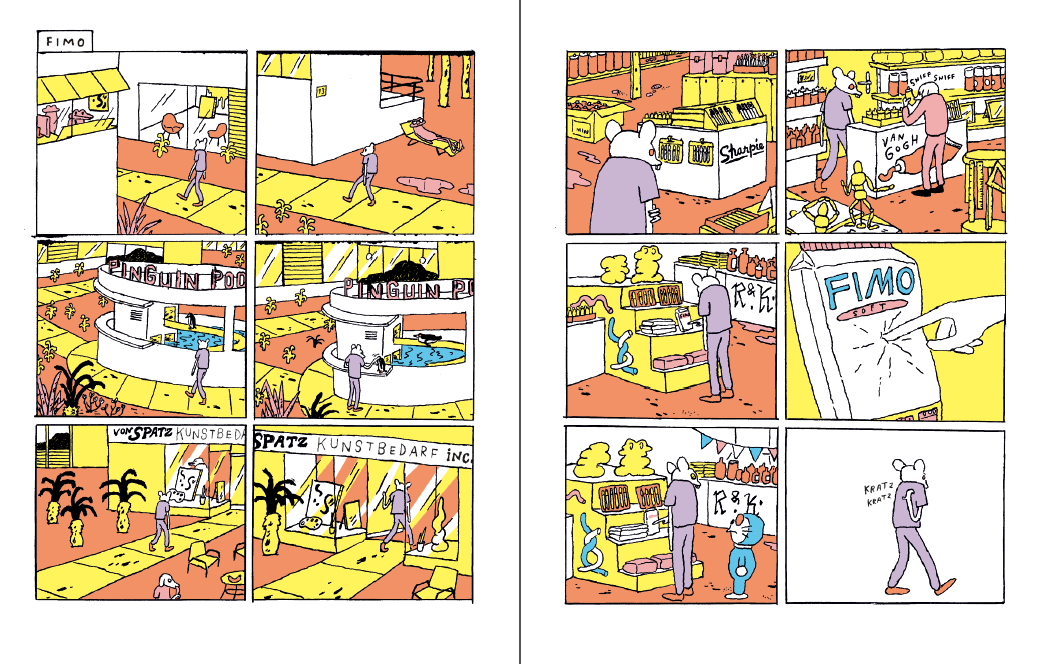 FIMO
13
PINGUIN POO
PINGUIN P
VON SPATZ KUNSTBEDA
SPATZ KUNSTBEDARF INC.
Sharpie
SNIFF SNIFF
VAN
GOGH
R&K:
FIMO
SOFT
R&K:
KRATZ
KRATZ